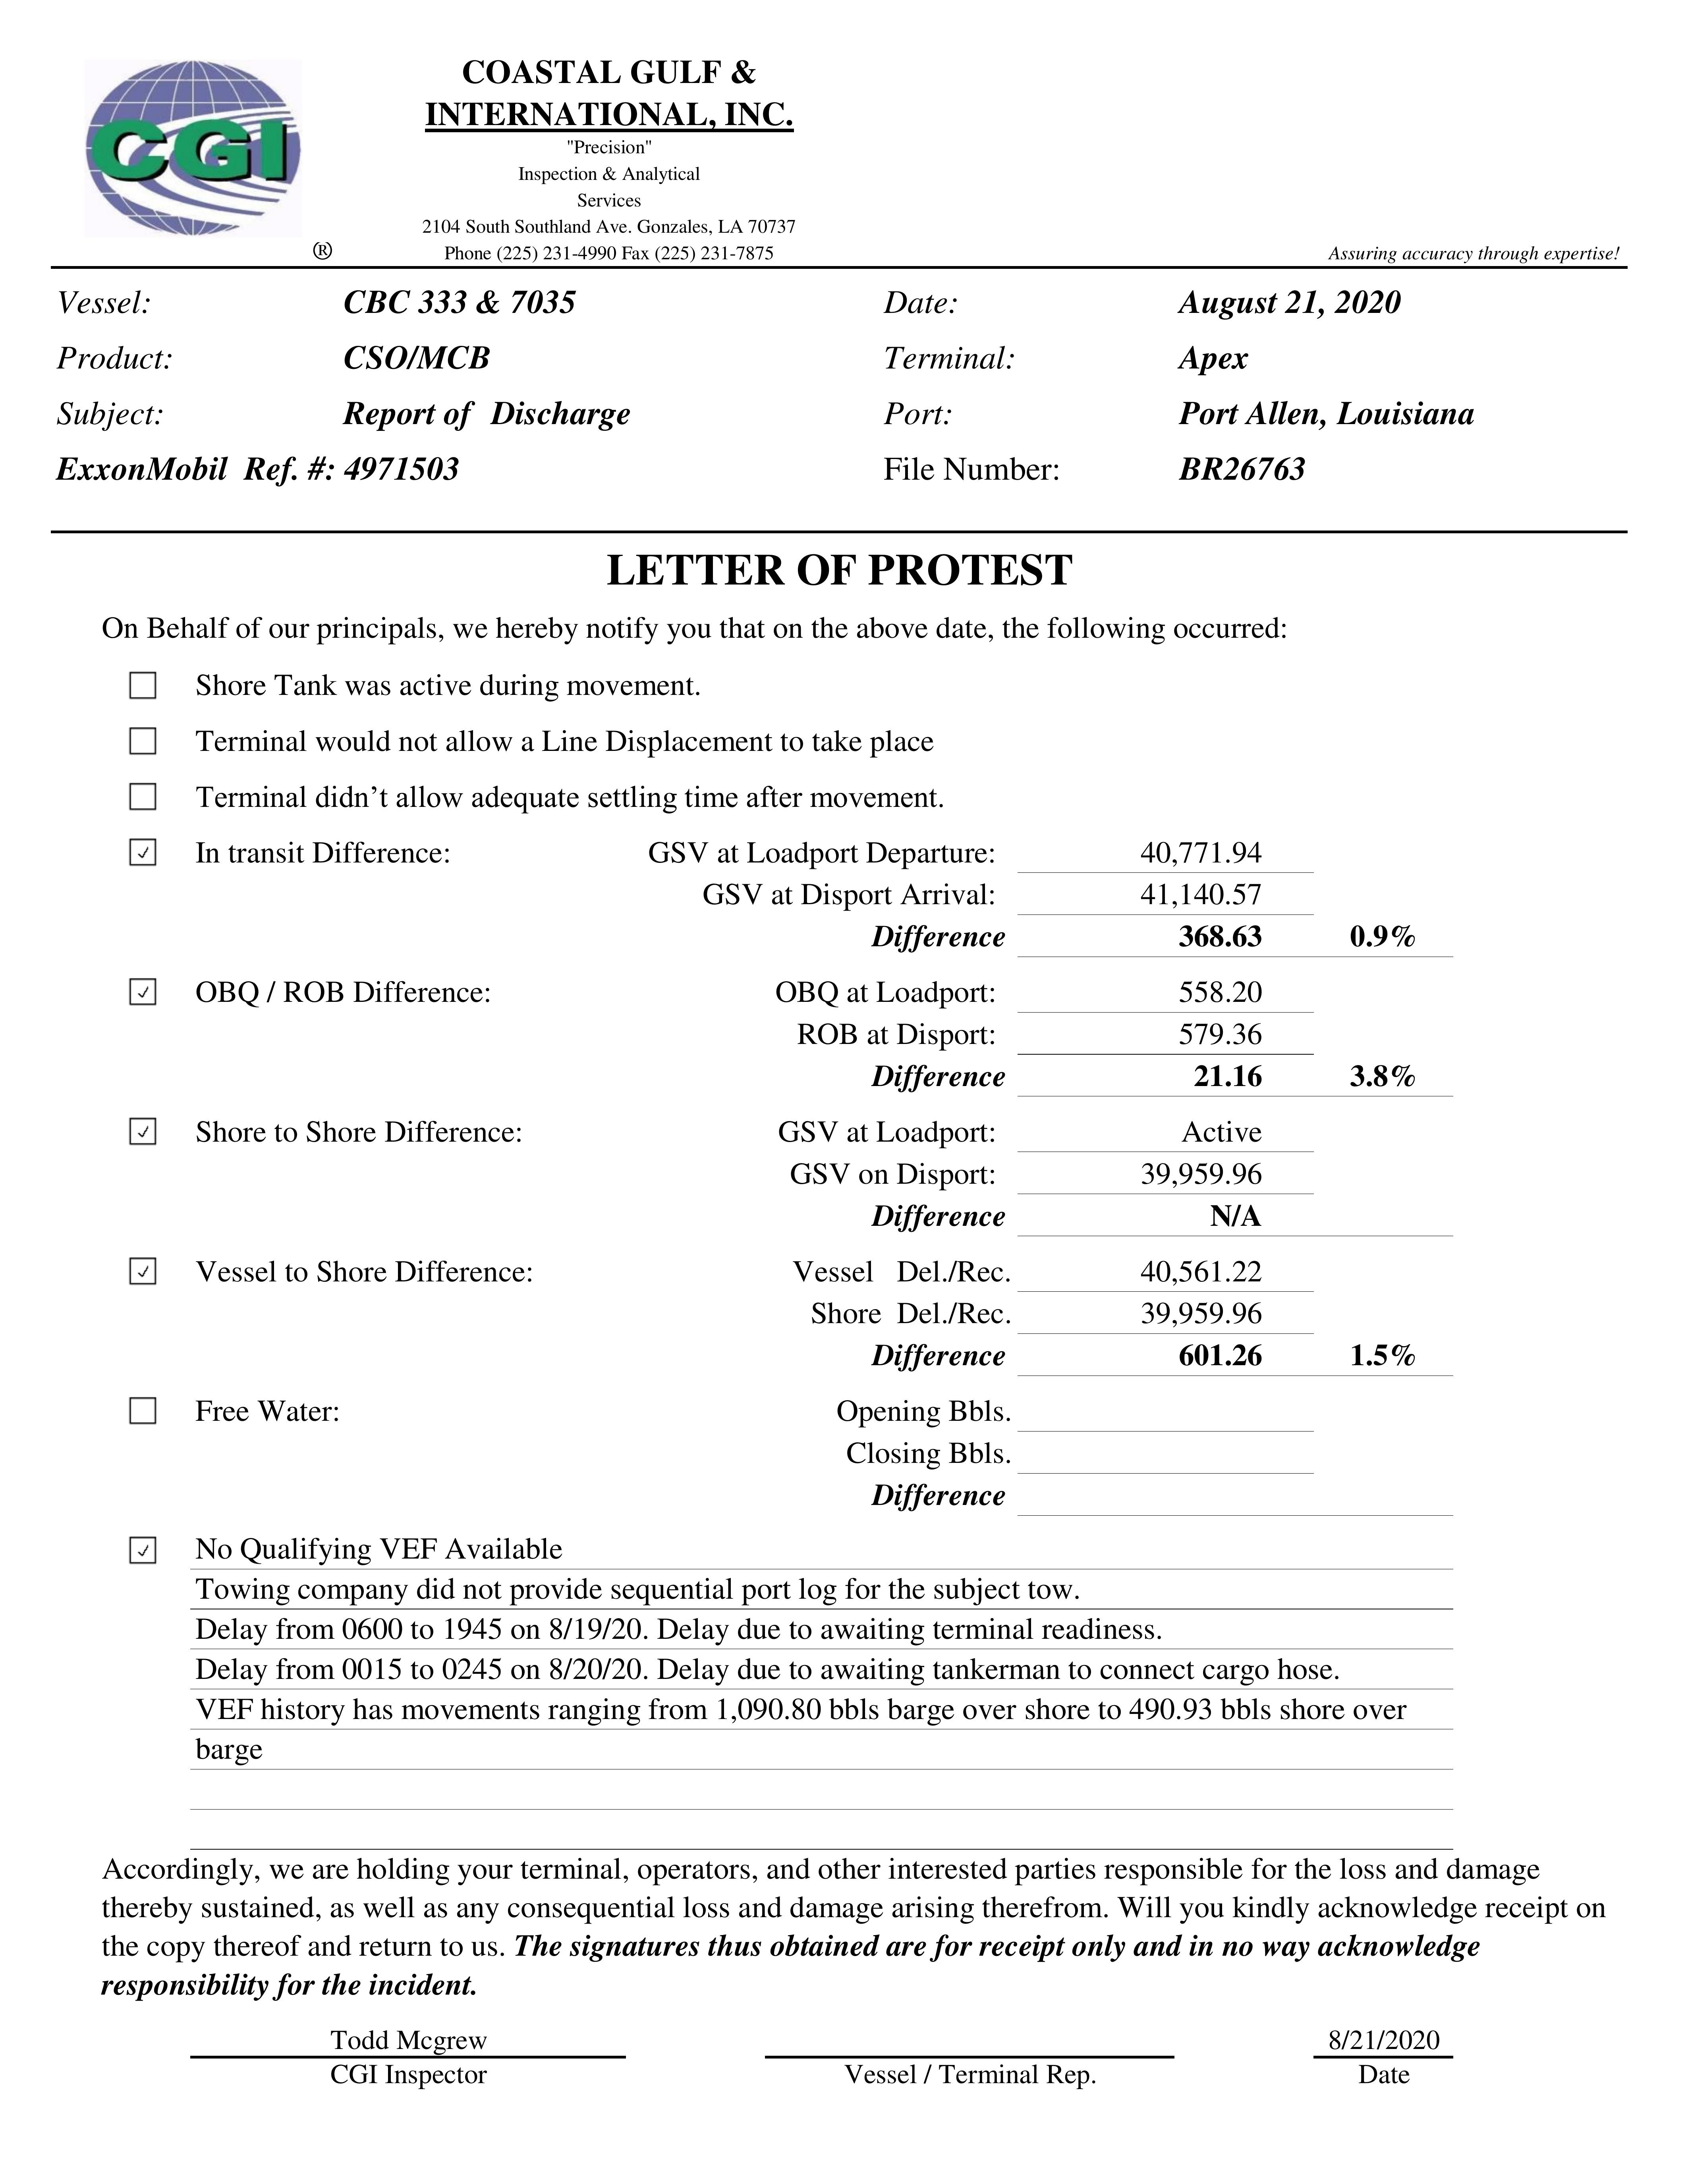 CGI
®
COASTAL GULF &
INTERNATIONAL, INC.
"Precision"
Inspection & Analytical
Services
2104 South Southland Ave. Gonzales, LA 70737
Phone (225) 231-4990 Fax (225) 231-7875
Assuring accuracy through expertise!
Vessel: CBC 333 & 7035 Date: August 21, 2020
Product: CSO/MCB Terminal: Apex
Subject: Report of Discharge Port: Port Allen, Louisiana
ExxonMobil Ref. #: 4971503 File Number: BR26763
LETTER OF PROTEST
On Behalf of our principals, we hereby notify you that on the above date, the following occurred:
☐ Shore Tank was active during movement.
☐ Terminal would not allow a Line Displacement to take place
☐ Terminal didn’t allow adequate settling time after movement.
☑ In transit Difference: GSV at Loadport Departure: 40,771.94
GSV at Disport Arrival: 41,140.57
Difference 368.63 0.9%
☑ OBQ / ROB Difference: OBQ at Loadport: 558.20
ROB at Disport: 579.36
Difference 21.16 3.8%
☑ Shore to Shore Difference: GSV at Loadport: Active
GSV on Disport: 39,959.96
Difference N/A
☑ Vessel to Shore Difference: Vessel Del./Rec. 40,561.22
Shore Del./Rec. 39,959.96
Difference 601.26 1.5%
☐ Free Water: Opening Bbls.
Closing Bbls.
Difference
☑ No Qualifying VEF Available
Towing company did not provide sequential port log for the subject tow.
Delay from 0600 to 1945 on 8/19/20. Delay due to awaiting terminal readiness.
Delay from 0015 to 0245 on 8/20/20. Delay due to awaiting tankerman to connect cargo hose.
VEF history has movements ranging from 1,090.80 bbls barge over shore to 490.93 bbls shore over
barge
Accordingly, we are holding your terminal, operators, and other interested parties responsible for the loss and damage
thereby sustained, as well as any consequential loss and damage arising therefrom. Will you kindly acknowledge receipt on
the copy thereof and return to us. The signatures thus obtained are for receipt only and in no way acknowledge
responsibility for the incident.
Todd Mcgrew 8/21/2020
CGI Inspector Vessel / Terminal Rep. Date